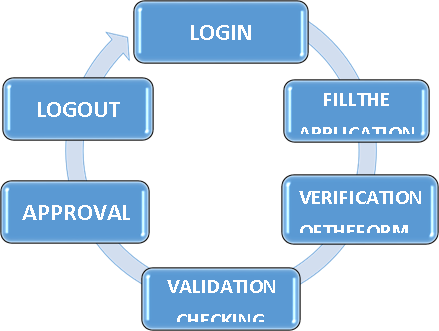 LOGIN
FILLTHE
APPLICATION
VERIFICATION
OFTHEFORM
VALIDATION
CHECKING
APPROVAL
LOGOUT